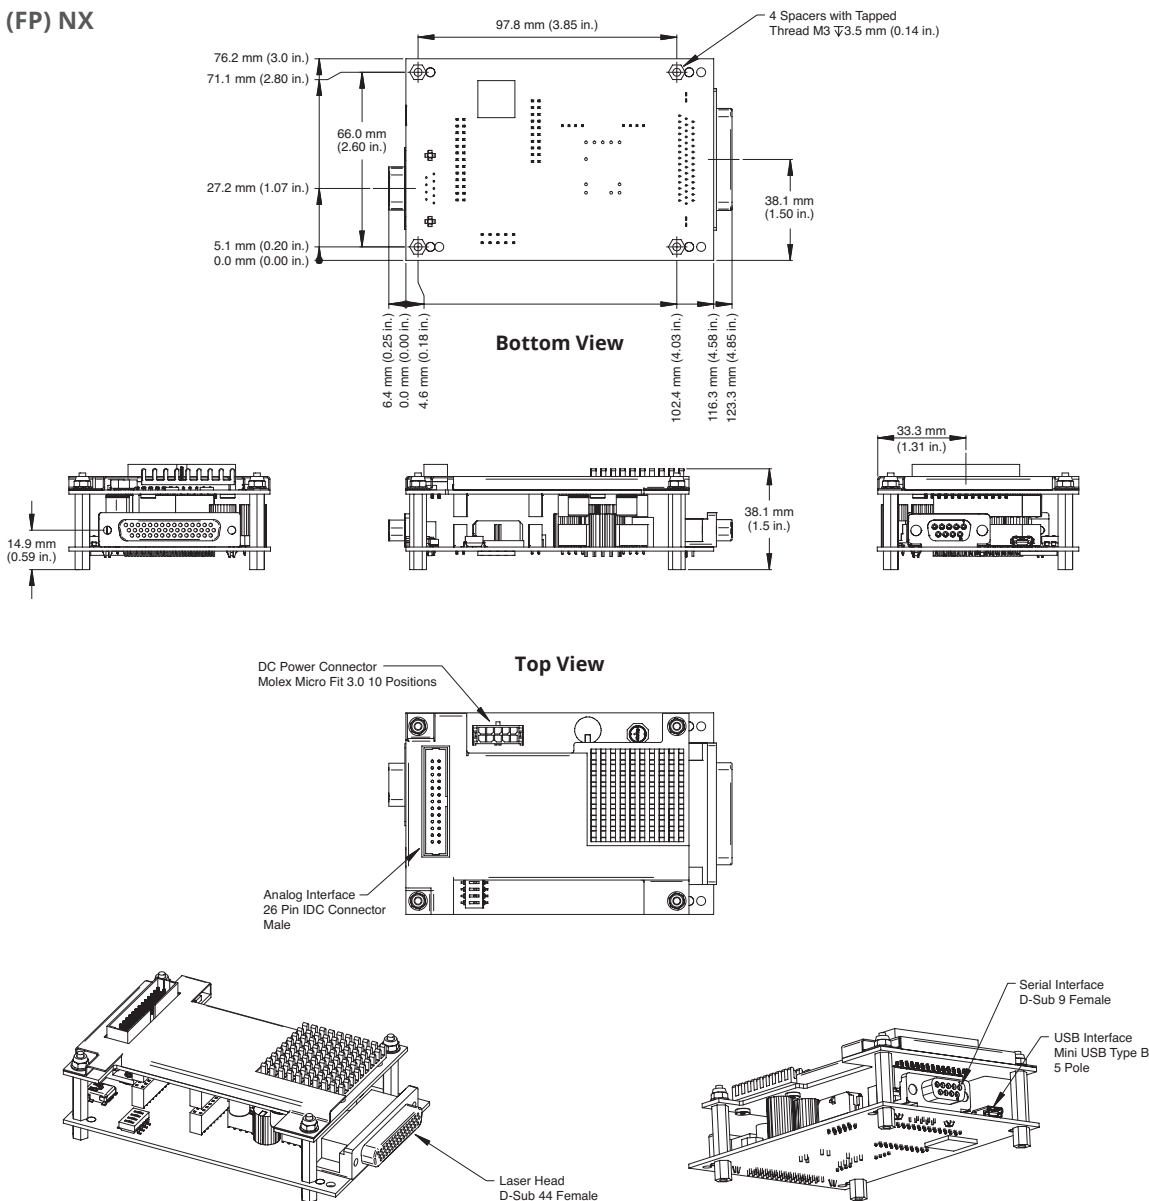 (FP) NX
97.8 mm (3.85 in.)
4 Spacers with Tapped
Thread M3 ↧3.5 mm (0.14 in.)
76.2 mm (3.0 in.)
71.1 mm (2.80 in.)
66.0 mm
(2.60 in.)
27.2 mm (1.07 in.)
38.1 mm
(1.50 in.)
5.1 mm (0.20 in.)
0.0 mm (0.00 in.)
6.4 mm (0.25 in.)
0.0 mm (0.00 in.)
4.6 mm (0.18 in.)
102.4 mm (4.03 in.)
116.3 mm (4.58 in.)
123.3 mm (4.85 in.)
Bottom View
14.9 mm
(0.59 in.)
38.1 mm
(1.5 in.)
33.3 mm
(1.31 in.)
Top View
DC Power Connector
Molex Micro Fit 3.0 10 Positions
Analog Interface
26 Pin IDC Connector
Male
Laser Head
D-Sub 44 Female
Serial Interface
D-Sub 9 Female
USB Interface
Mini USB Type B
5 Pole